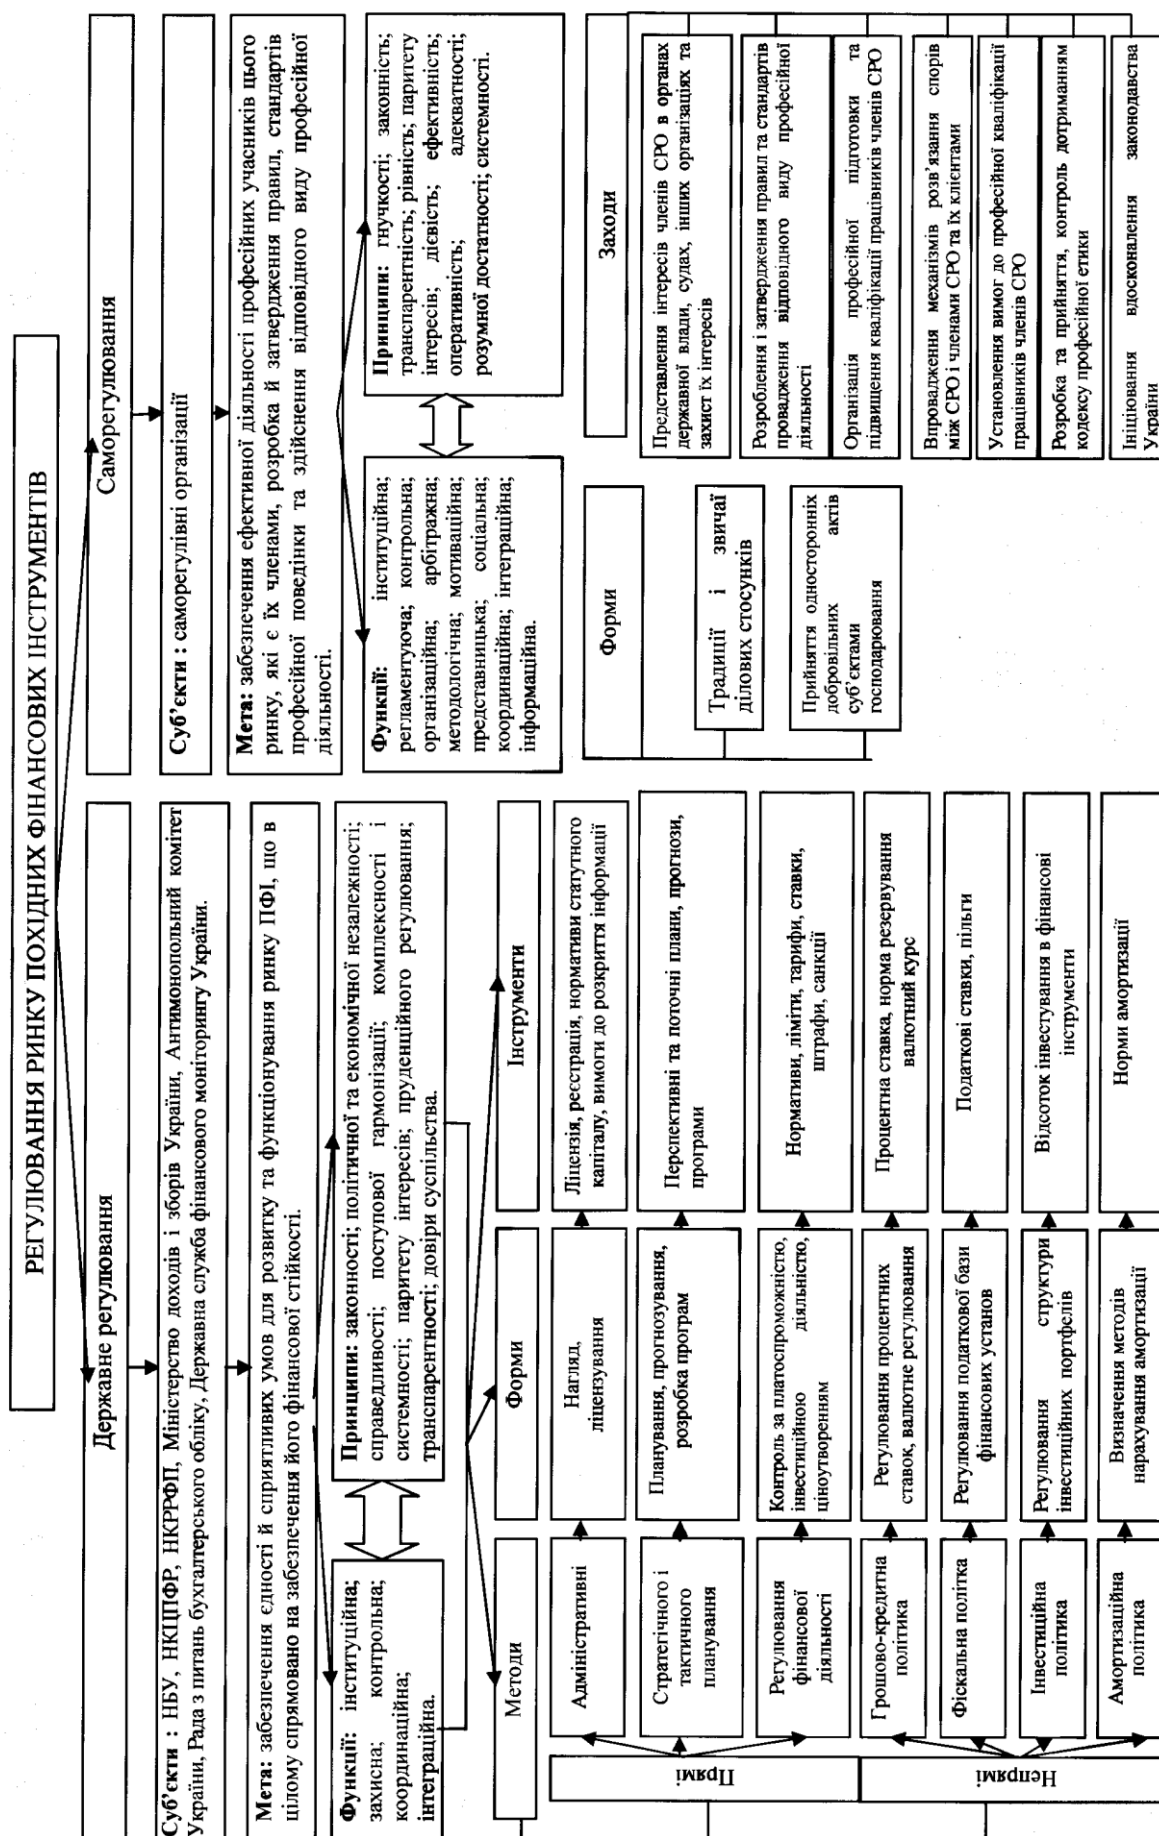 РЕГУЛЮВАННЯ РИНКУ ПОХІДНИХ ФІНАНСОВИХ ІНСТРУМЕНТІВ
Державне регулювання
Суб’єкти : НБУ, НКЦПФР, НКРРФП, Міністерство доходів і зборів України, Антимонопольний комітет
України, Рада з питань бухгалтерського обліку, Державна служба фінансового моніторингу України.
Мета: забезпечення єдності й сприятливих умов для розвитку та функціонування ринку ПФІ, що в
цілому спрямовано на забезпечення його фінансової стійкості.
Функції: інституційна;
захисна; контрольна;
координаційна;
інтеграційна.
Принципи: законності; політичної та економічної незалежності;
справедливості; поступової гармонізації; комплексності і
системності; паритету інтересів; пруденційного регулювання;
транспарентності; довіри суспільства.
Методи
Форми
Інструменти
Прямі
Адміністративні
Нагляд,
ліцензування
Ліцензія, реєстрація, нормативи статутного
капіталу, вимоги до розкриття інформації
Стратегічного і
тактичного
планування
Планування, прогнозування,
розробка програм
Перспективні та поточні плани, прогнози,
програми
Регулювання
фінансової
діяльності
Контроль за платоспроможністю,
інвестиційною діяльністю,
ціноутворенням
Нормативи, ліміти, тарифи, ставки,
штрафи, санкції
Непрямі
Грошово-кредитна
політика
Регулювання процентних
ставок, валютне регулювання
Процентна ставка, норма резервування
валютний курс
Фіскальна політка
Регулювання податкової бази
фінансових установ
Податкові ставки, пільги
Інвестиційна
політика
Регулювання структури
інвестиційних портфелів
Відсоток інвестування в фінансові
інструменти
Амортизаційна
політика
Визначення методів
нарахування амортизації
Норми амортизації
Саморегулювання
Суб’єкти : саморегулівні організації
Мета: забезпечення ефективної діяльності професійних учасників цього
ринку, які є їх членами, розробка й затвердження правил, стандартів
професійної поведінки та здійснення відповідного виду професійної
діяльності.
Функції: інституційна;
регламентуюча; контрольна;
організаційна; арбітражна;
методологічна; мотиваційна;
представницька; соціальна;
координаційна; інтеграційна;
інформаційна.
Принципи: гнучкості; законність;
транспарентність; рівність; паритету
інтересів; дієвість; ефективність;
оперативність; адекватності;
розумної достатності; системності.
Форми
Традиції і звичаї
ділових стосунків
Прийняття односторонніх
добровільних актів
суб’єктами
господарювання
Заходи
Представлення інтересів членів СРО в органах
державної влади, судах, інших організаціях та
захист їх інтересів
Розроблення і затвердження правил та стандартів
провадження відповідного виду професійної
діяльності
Організація професійної підготовки та
підвищення кваліфікації працівників членів СРО
Впровадження механізмів розв’язання спорів
між СРО і членами СРО та їх клієнтами
Установлення вимог до професійної кваліфікації
працівників членів СРО
Розробка та прийняття, контроль дотриманням
кодексу професійної етики
Ініціювання вдосконалення законодавства
України